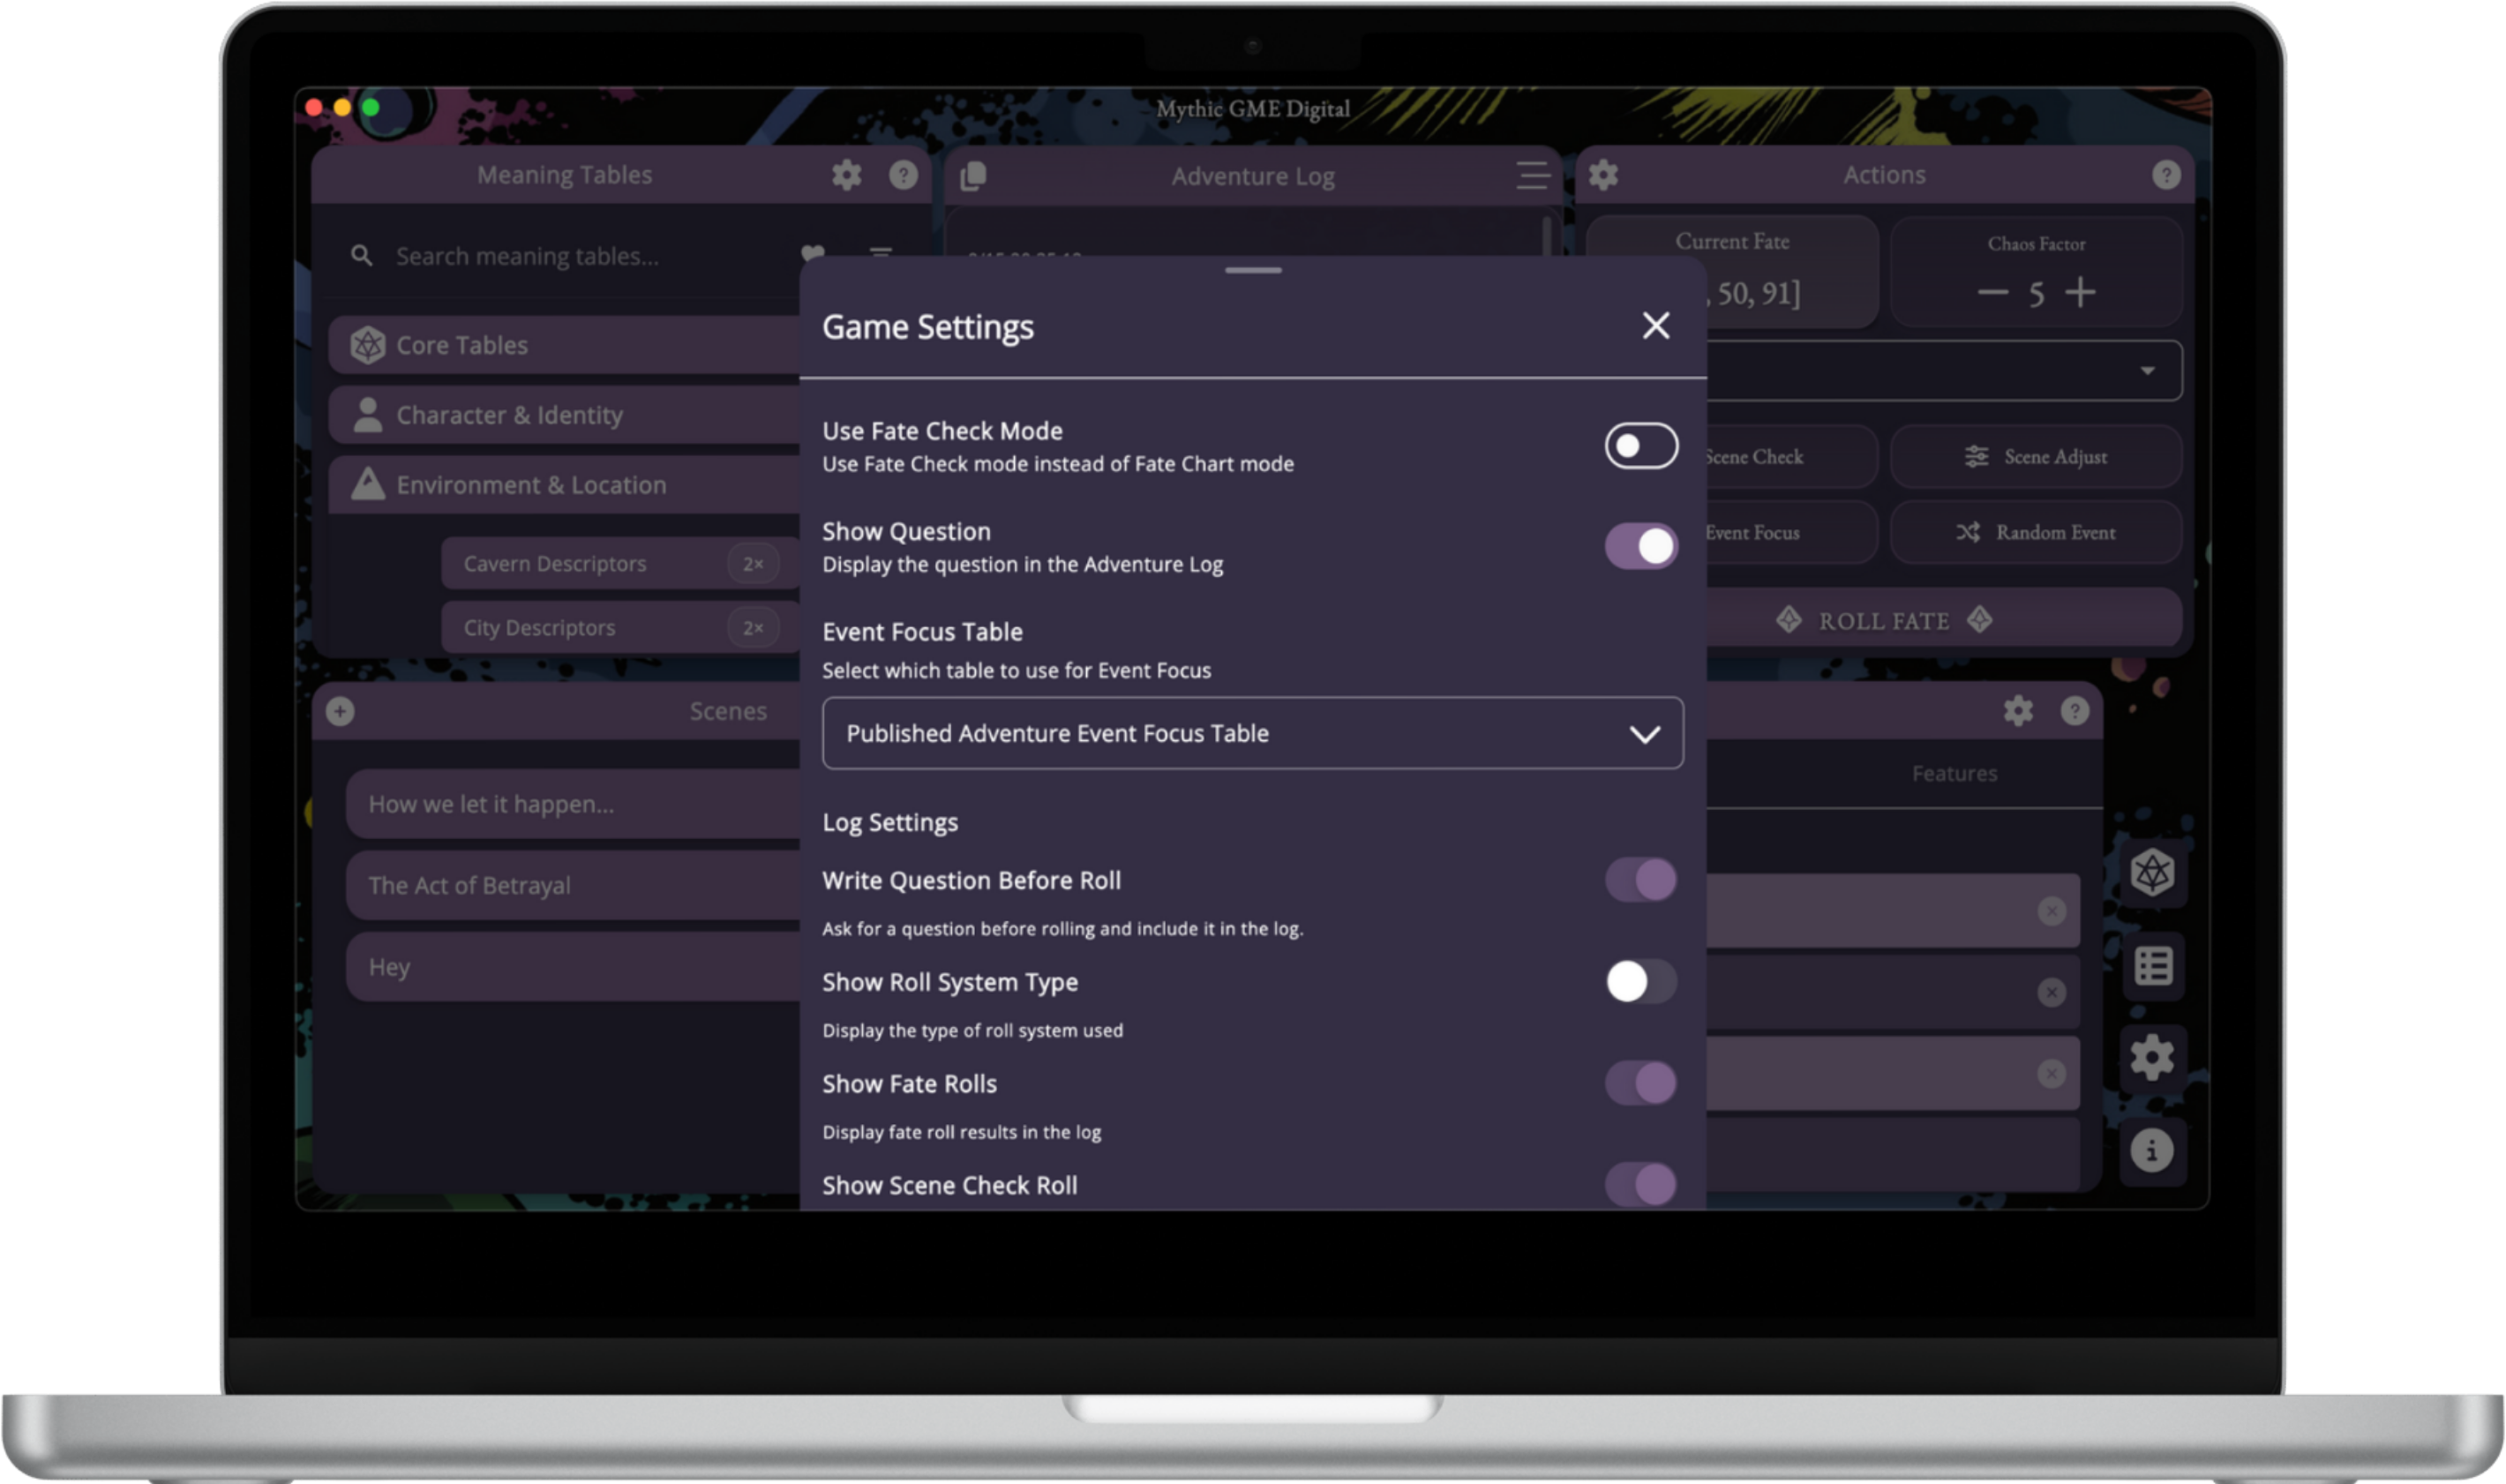 Mythic GME Digital
Meaning Tables
Search meaning tables...
Core Tables
Character & Identity
Environment & Location
Cavern Descriptors 2×
City Descriptors 2×
Scenes
How we let it happen...
The Act of Betrayal
Hey
Adventure Log
Game Settings
Use Fate Check Mode
Use Fate Check mode instead of Fate Chart mode
Show Question
Display the question in the Adventure Log
Event Focus Table
Select which table to use for Event Focus
Published Adventure Event Focus Table
Log Settings
Write Question Before Roll
Ask for a question before rolling and include it in the log.
Show Roll System Type
Display the type of roll system used
Show Fate Rolls
Display fate roll results in the log
Show Scene Check Roll
Actions
Current Fate
, 50, 91]
Chaos Factor
5
Scene Check
Scene Adjust
Event Focus
Random Event
ROLL FATE
Features